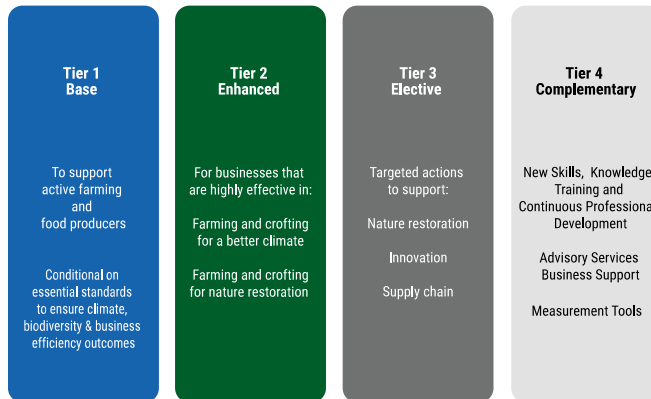 Tier 1
Base
To support
active farming
and
food producers
Conditional on
essential standards
to ensure climate,
biodiversity & business
efficiency outcomes
Tier 2
Enhanced
For businesses that
are highly effective in:
Farming and crofting
for a better climate
Farming and crofting
for nature restoration
Tier 3
Elective
Targeted actions
to support:
Nature restoration
Innovation
Supply chain
Tier 4
Complementary
New Skills, Knowledge
Training and
Continuous Professional
Development
Advisory Services
Business Support
Measurement Tools